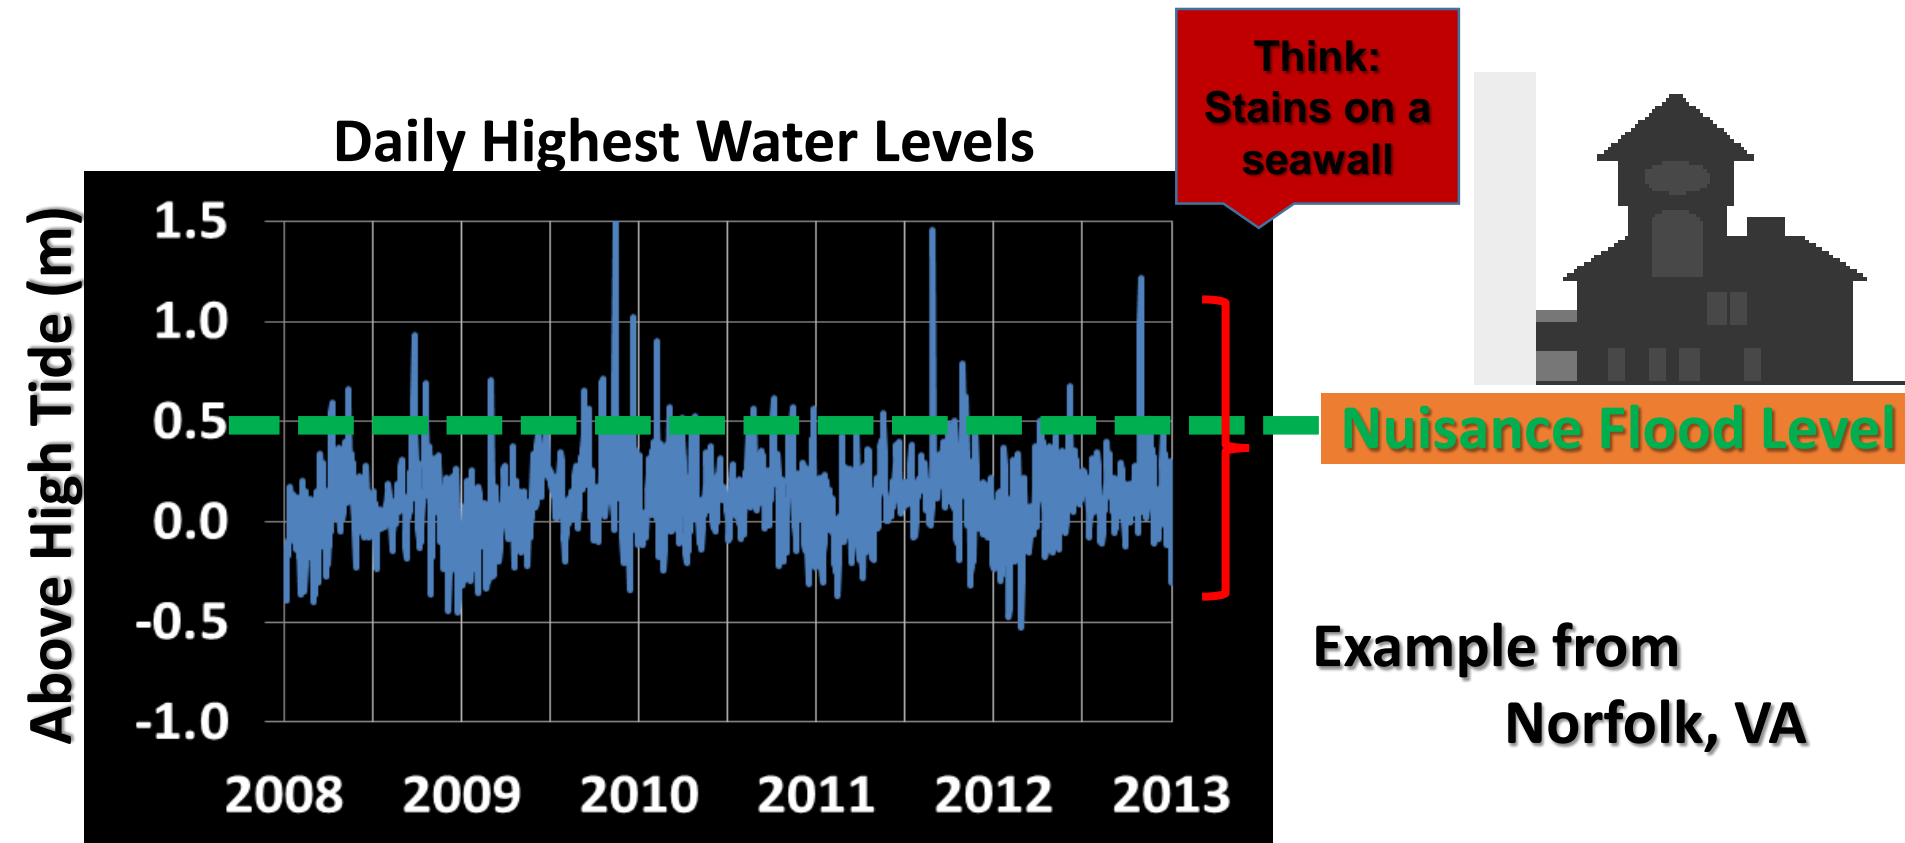 Think:
Stains on a
seawall
Daily Highest Water Levels
Above High Tide (m)
1.5
1.0
0.5
0.0
-0.5
-1.0
2008 2009 2010 2011 2012 2013
Nuisance Flood Level
Example from
Norfolk, VA